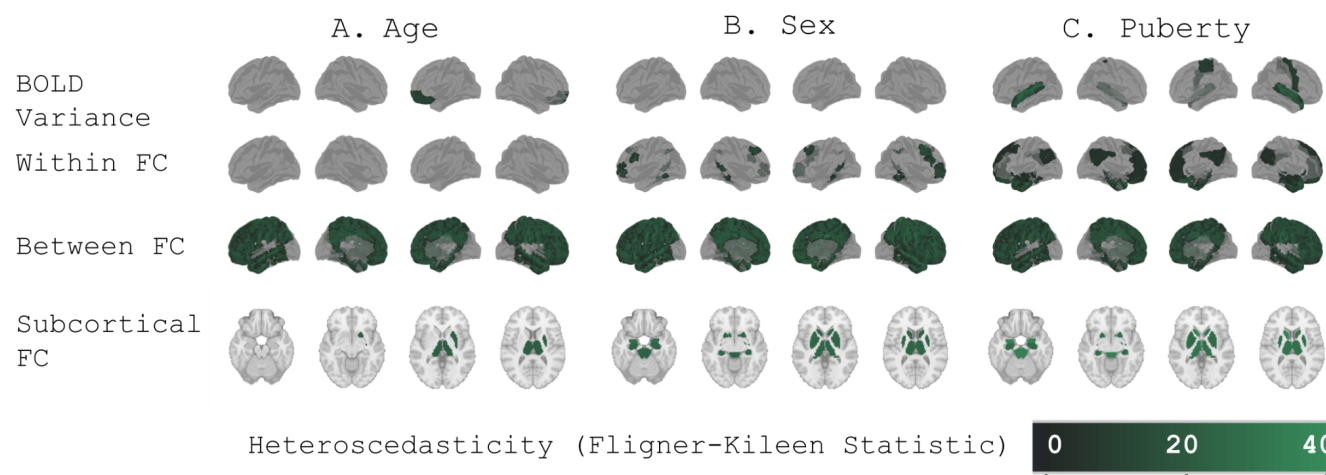 A. Age B. Sex C. Puberty
BOLD
Variance
Within FC
Between FC
Subcortical
FC
Heteroscedasticity (Fligner-Kileen Statistic) 0 20 40